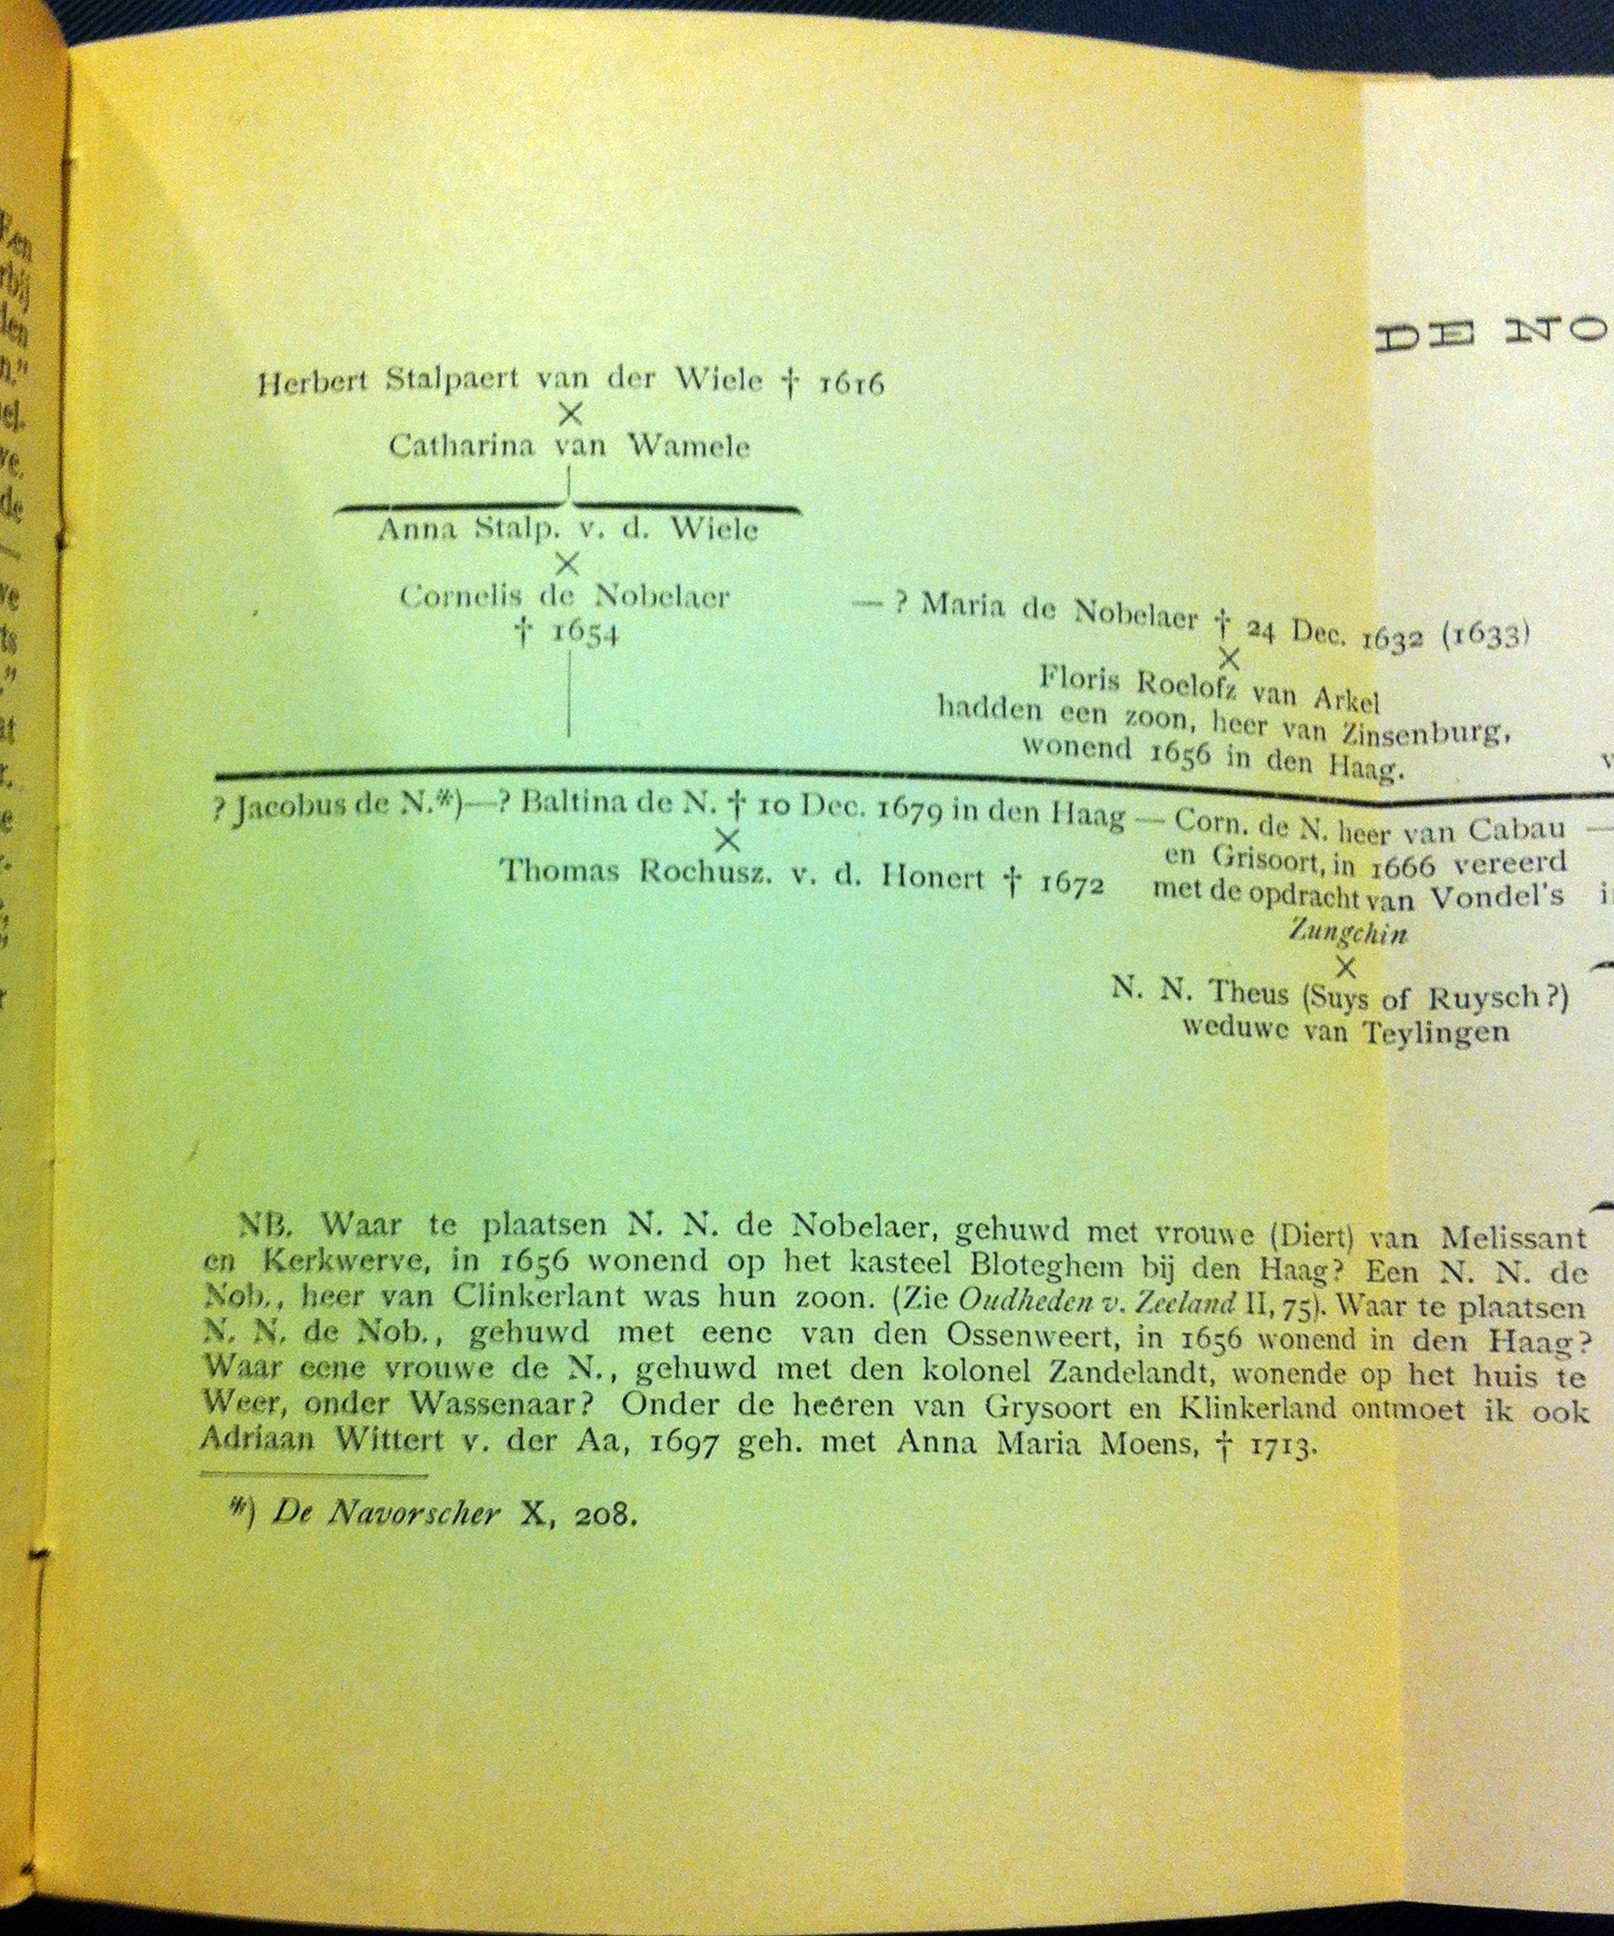 DE NO
Herbert Stalpaert van der Wiele † 1616
×
Catharina van Wamele
Anna Stalp. v. d. Wiele
×
Cornelis de Nobelaer
† 1654
— ? Maria de Nobelaer † 24 Dec. 1632 (1633)
×
Floris Roelofz van Arkel
hadden een zoon, heer van Zinsenburg,
wonend 1656 in den Haag.
? Jacobus de N.*)—? Baltina de N. † 10 Dec. 1679 in den Haag — Corn. de N. heer van Cabau —
×
Thomas Rochusz. v. d. Honert † 1672
en Grisoort, in 1666 vereerd
met de opdracht van Vondel's
Zungchin
×
N. N. Theus (Suys of Ruysch?)
weduwe van Teylingen
NB. Waar te plaatsen N. N. de Nobelaer, gehuwd met vrouwe (Diert) van Melissant
en Kerkwerve, in 1656 wonend op het kasteel Bloteghem bij den Haag? Een N. N. de
Nob., heer van Clinkerlant was hun zoon. (Zie Oudheden v. Zeeland II, 75). Waar te plaatsen
N. N. de Nob., gehuwd met eene van den Ossenweert, in 1656 wonend in den Haag?
Waar eene vrouwe de N., gehuwd met den kolonel Zandelandt, wonende op het huis te
Weer, onder Wassenaar? Onder de heeren van Grysoort en Klinkerland ontmoet ik ook
Adriaan Wittert v. der Aa, 1697 geh. met Anna Maria Moens, † 1713.
*) De Navorscher X, 208.